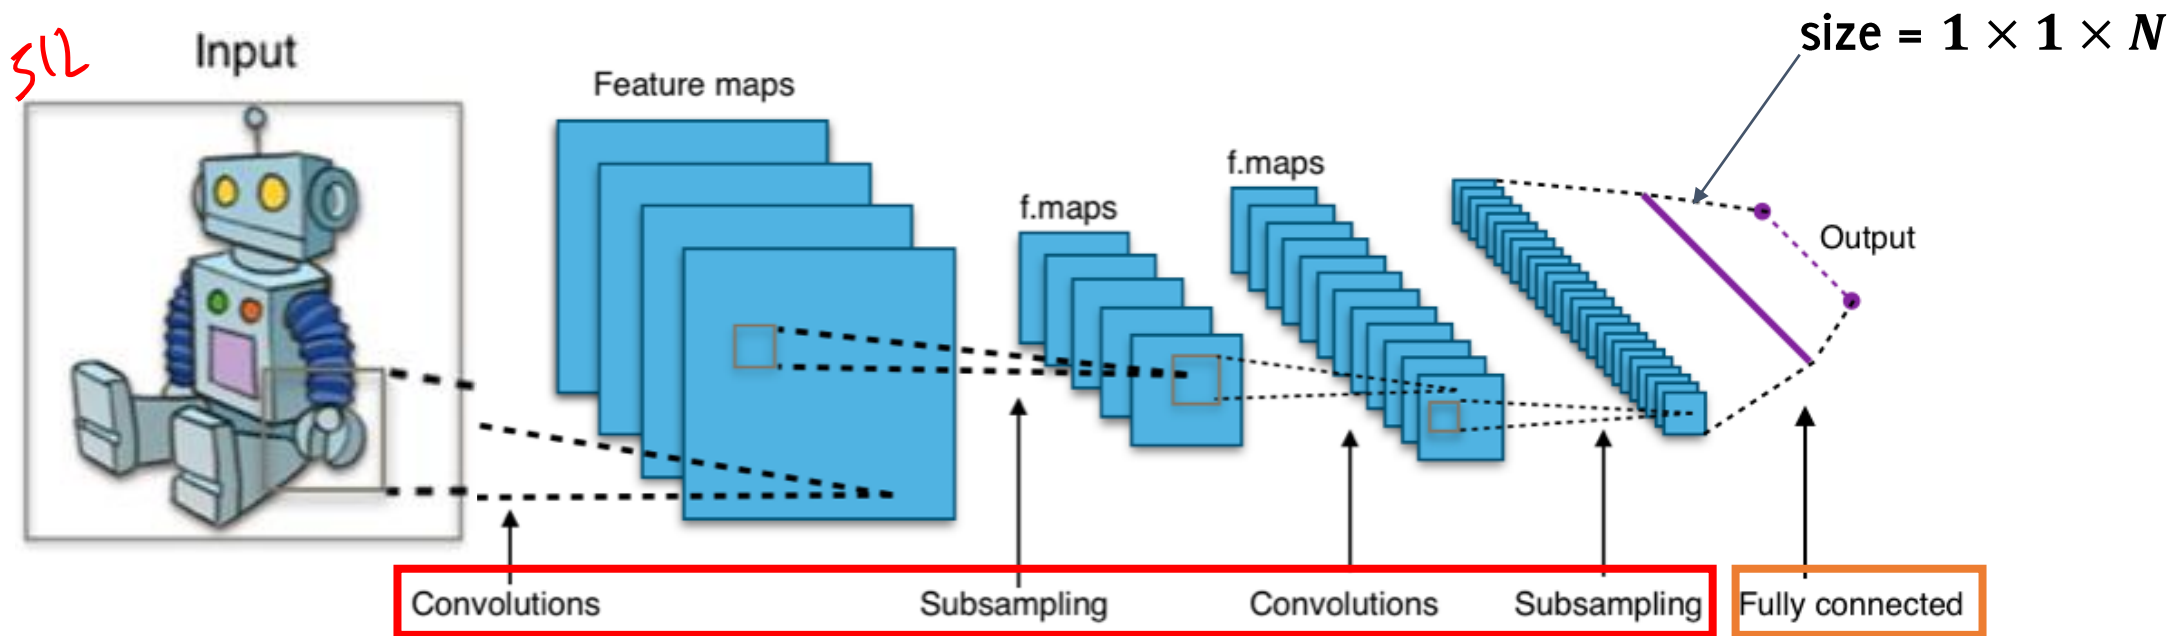 size = 1 × 1 × N
512
Input
Feature maps
f.maps
f.maps
Output
Convolutions
Subsampling
Convolutions
Subsampling
Fully connected